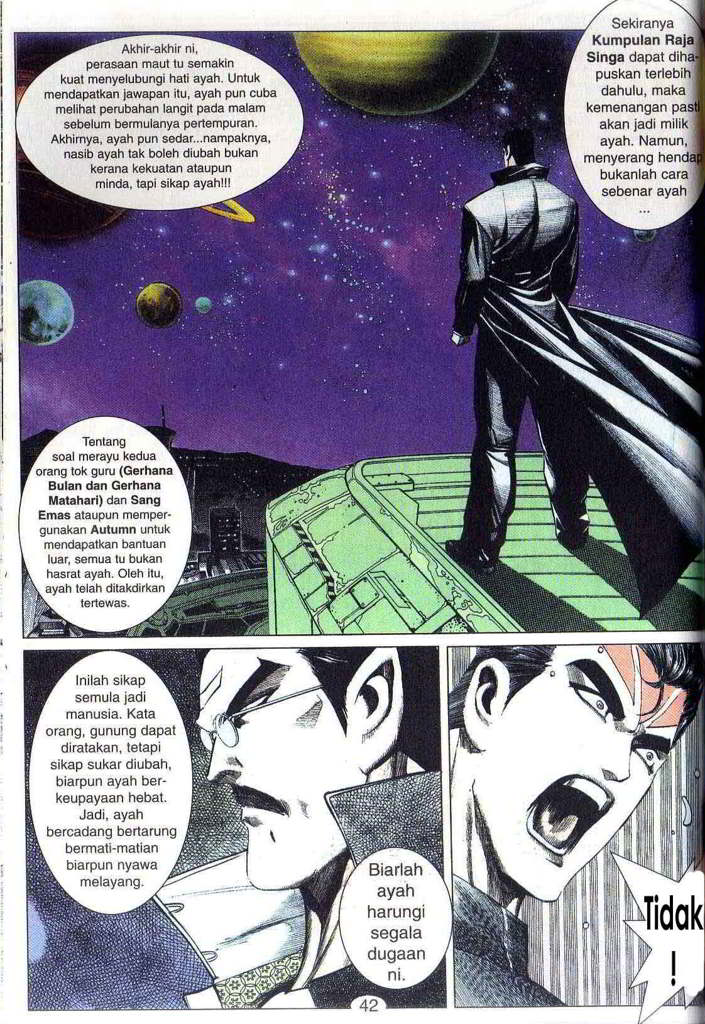 Akhir-akhir ni,
perasaan maut tu semakin
kuat menyelubungi hati ayah. Untuk
mendapatkan jawapan itu, ayah pun cuba
melihat perubahan langit pada malam
sebelum bermulanya pertempuran.
Akhirnya, ayah pun sedar...nampaknya,
nasib ayah tak boleh diubah bukan
kerana kekuatan ataupun
minda, tapi sikap ayah!!!
Sekiranya
Kumpulan Raja
Singa dapat diha-
puskan terlebih
dahulu, maka
kemenangan pasti
akan jadi milik
ayah. Namun,
menyerang hendap
bukanlah cara
sebenar ayah
...
Tentang
soal merayu kedua
orang tok guru (Gerhana
Bulan dan Gerhana
Matahari) dan Sang
Emas ataupun memper-
gunakan Autumn untuk
mendapatkan bantuan
luar, semua tu bukan
hasrat ayah. Oleh itu,
ayah telah ditakdirkan
tertewas.
Inilah sikap
semula jadi
manusia. Kata
orang, gunung dapat
diratakan, tetapi
sikap sukar diubah,
biarpun ayah ber-
keupayaan hebat.
Jadi, ayah
bercadang bertarung
bermati-matian
biarpun nyawa
melayang.
Biarlah
ayah
harungi
segala
dugaan
ni.
Tidak
!
42